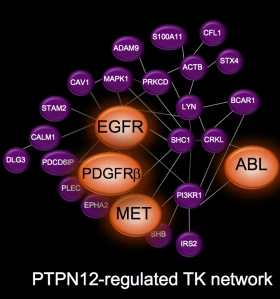 S100A11
CFL1
ADAM9
ACTB
STX4
CAV1
MAPK1
PRKCD
STAM2
LYN
BCAR1
EGFR
CALM1
SHC1
CRKL
DLG3
PDCD6IP
ABL
PDGFRβ
PLEC
EPHA2
PI3KR1
MET
SHB
IRS2
PTPN12-regulated TK network